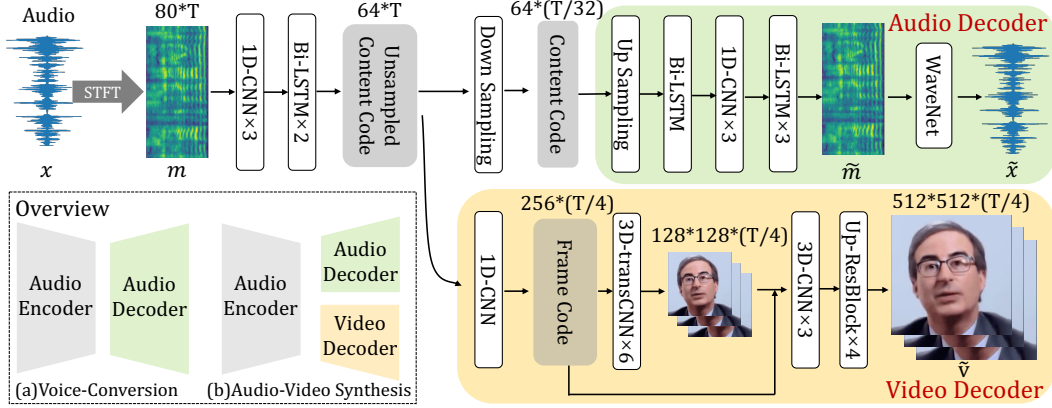 Audio
STFT
x
80*T
m
1D-CNN×3
Bi-LSTM×2
64*T
Unsampled
Content Code
Down Sampling
64*(T/32)
Content Code
Audio Decoder
Up Sampling
Bi-LSTM
1D-CNN×3
Bi-LSTM×3
m̃
WaveNet
x̃
Overview
Audio
Encoder
Audio
Decoder
(a)Voice-Conversion
Audio
Encoder
Audio
Decoder
Video
Decoder
(b)Audio-Video Synthesis
1D-CNN
256*(T/4)
Frame Code
3D-transCNN×6
128*128*(T/4)
3D-CNN×3
Up-ResBlock×4
512*512*(T/4)
ṽ
Video Decoder